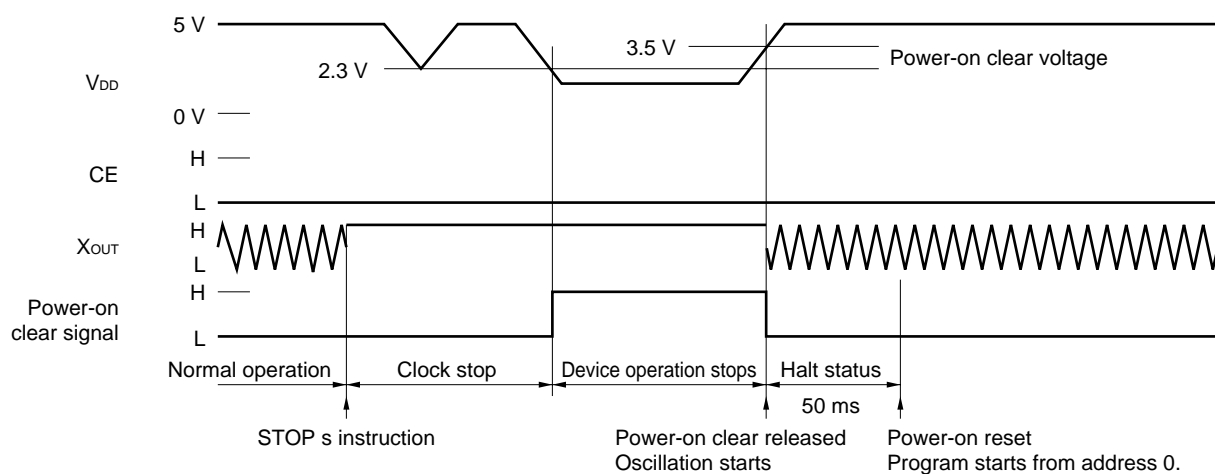 5 V
3.5 V
Power-on clear voltage
2.3 V
VDD
0 V
H
CE
L
H
XOUT
L
H
Power-on
clear signal
L
Normal operation
Clock stop
Device operation stops
Halt status
50 ms
STOP s instruction
Power-on clear released
Oscillation starts
Power-on reset
Program starts from address 0.